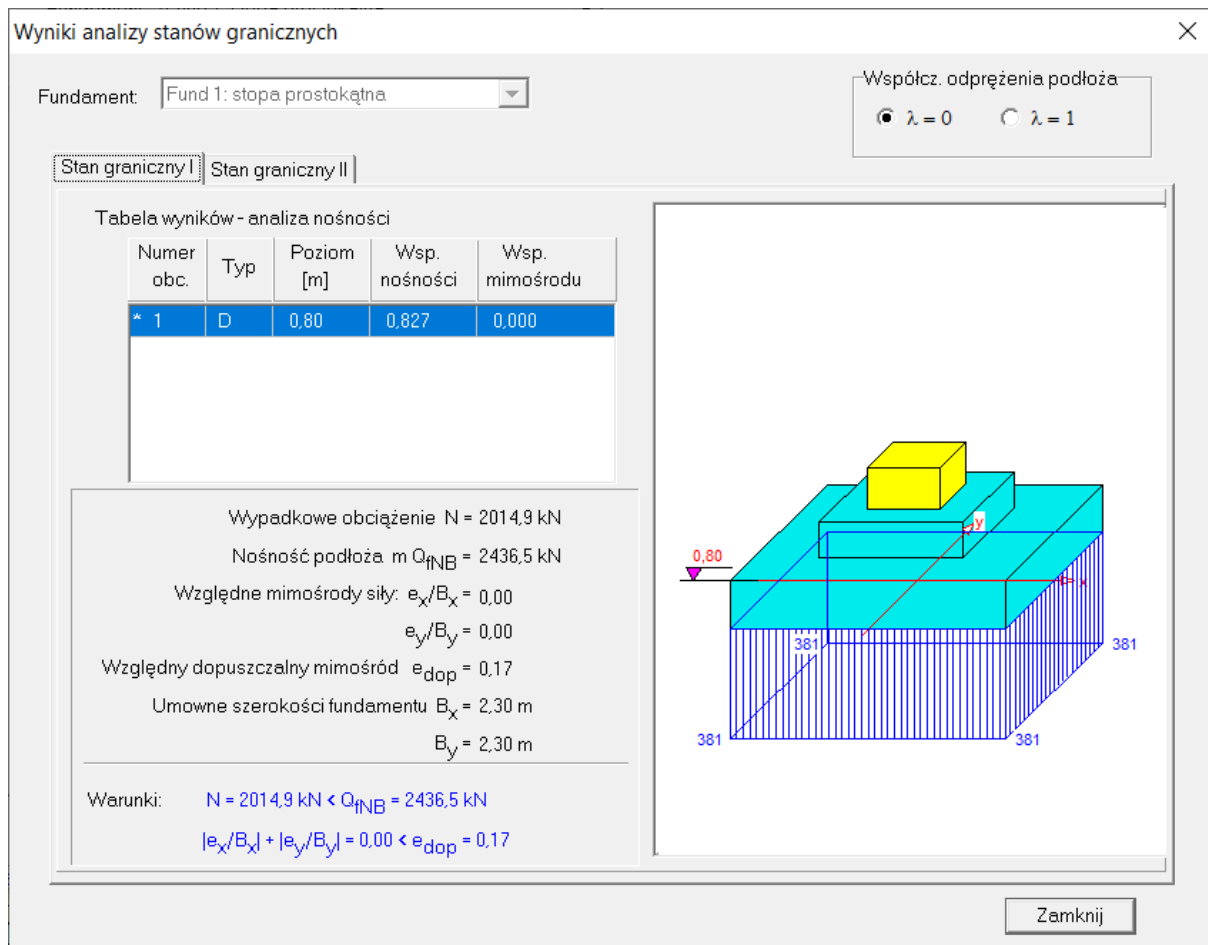 Wyniki analizy stanów granicznych
Fundament: Fund 1: stopa prostokątna
Współcz. odprężenia podłoża
λ = 0 λ = 1
Stan graniczny I Stan graniczny II
Tabela wyników - analiza nośności
Numer obc. Typ Poziom [m] Wsp. nośności Wsp. mimośrodu
* 1 D 0,80 0,827 0,000
Wypadkowe obciążenie N = 2014,9 kN
Nośność podłoża m QfNB = 2436,5 kN
Względne mimośrody siły: ex/Bx = 0,00
ey/By = 0,00
Względny dopuszczalny mimośród edop = 0,17
Umowne szerokości fundamentu Bx = 2,30 m
By = 2,30 m
Warunki: N = 2014,9 kN < QfNB = 2436,5 kN
|ex/Bx| + |ey/By| = 0,00 < edop = 0,17
y
0,80
x
381 381
381 381
Zamknij